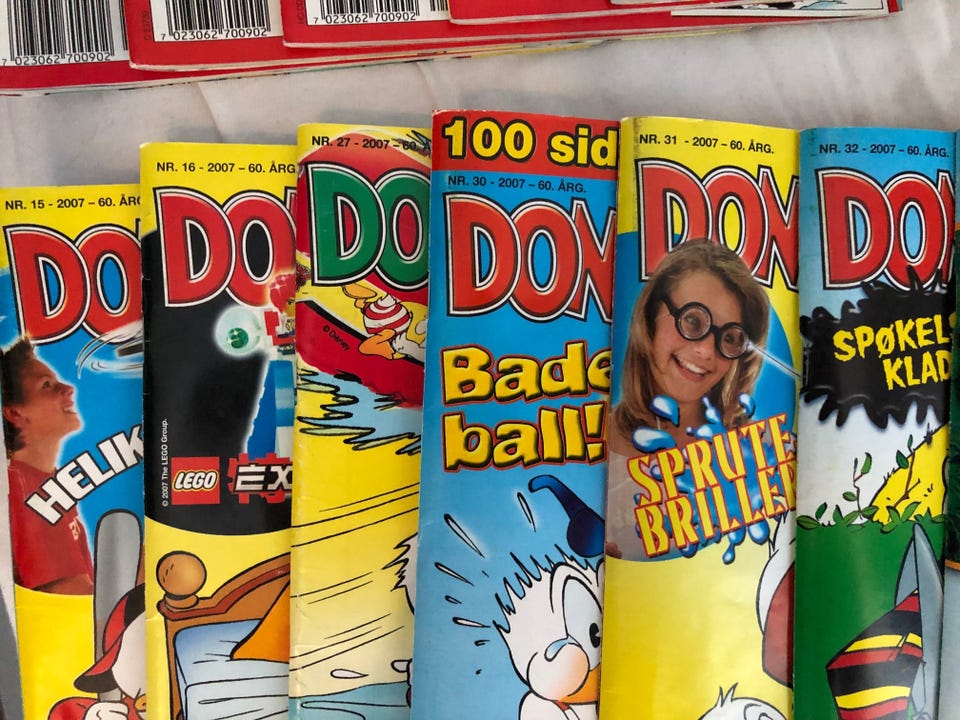 7 023062 700902
7 023062 700902
7 023062 700902
NR. 15 - 2007 – 60. ÅRG
DO
HELIK
NR. 16 - 2007 – 60. ÅRG.
DO
© 2007 The LEGO Group.
LEGO
EX
NR. 27 - 2007 – 60.
DO
© Disney
100 sid
NR. 30 - 2007 – 60. ÅRG.
DON
Bade
ball!
NR. 31 - 2007 – 60. ÅRG.
DON
SPRUTE
BRILLER
NR. 32 - 2007 – 60. ÅRG.
DON
SPØKEL
KLAD